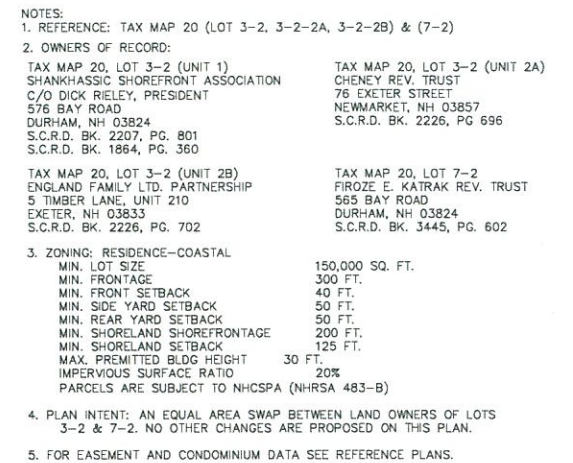 NOTES:
1. REFERENCE: TAX MAP 20 (LOT 3-2, 3-2-2A, 3-2-2B) & (7-2)
2. OWNERS OF RECORD:
TAX MAP 20, LOT 3-2 (UNIT 1)
SHANKHASSIC SHOREFRONT ASSOCIATION
C/O DICK RIELEY, PRESIDENT
576 BAY ROAD
DURHAM, NH 03824
S.C.R.D. BK. 2207, PG. 801
S.C.R.D. BK. 1864, PG. 360
TAX MAP 20, LOT 3-2 (UNIT 2A)
CHENEY REV. TRUST
76 EXETER STREET
NEWMARKET, NH 03857
S.C.R.D. BK. 2226, PG 696
TAX MAP 20, LOT 3-2 (UNIT 2B)
ENGLAND FAMILY LTD. PARTNERSHIP
5 TIMBER LANE, UNIT 210
EXETER, NH 03833
S.C.R.D. BK. 2226, PG. 702
TAX MAP 20, LOT 7-2
FIROZE E. KATRAK REV. TRUST
565 BAY ROAD
DURHAM, NH 03824
S.C.R.D. BK. 3445, PG. 602
3. ZONING: RESIDENCE-COASTAL
MIN. LOT SIZE 150,000 SQ. FT.
MIN. FRONTAGE 300 FT.
MIN. FRONT SETBACK 40 FT.
MIN. SIDE YARD SETBACK 50 FT.
MIN. REAR YARD SETBACK 50 FT.
MIN. SHORELAND SHOREFRONTAGE 200 FT.
MIN. SHORELAND SETBACK 125 FT.
MAX. PREMITTED BLDG HEIGHT 30 FT.
IMPERVIOUS SURFACE RATIO 20%
PARCELS ARE SUBJECT TO NHCSPA (NHRSA 483-B)
4. PLAN INTENT: AN EQUAL AREA SWAP BETWEEN LAND OWNERS OF LOTS
3-2 & 7-2. NO OTHER CHANGES ARE PROPOSED ON THIS PLAN.
5. FOR EASEMENT AND CONDOMINIUM DATA SEE REFERENCE PLANS.